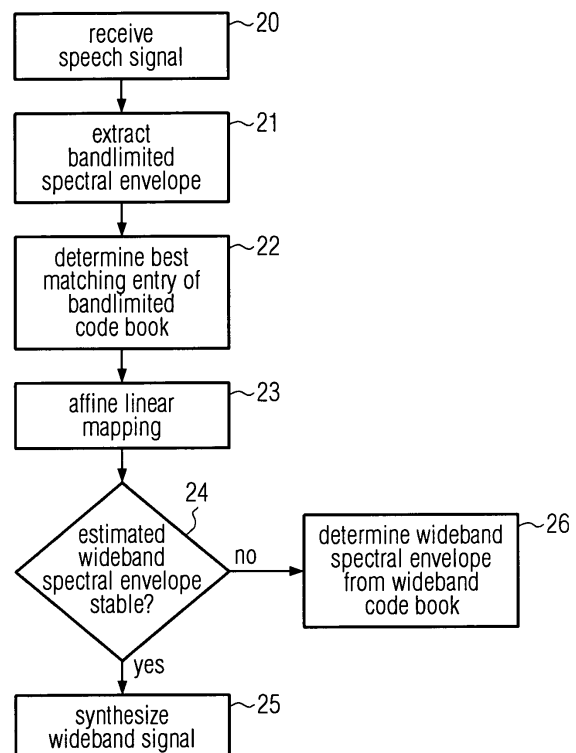 receive
speech signal
20
extract
bandlimited
spectral envelope
21
determine best
matching entry of
bandlimited
code book
22
affine linear
mapping
23
24
estimated
wideband
spectral envelope
stable?
no
determine wideband
spectral envelope
from wideband
code book
26
yes
synthesize
wideband signal
25